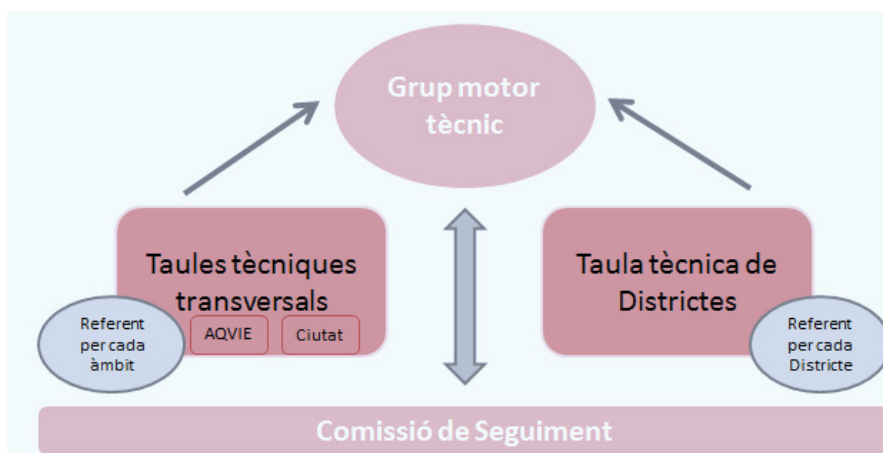 Grup motor
tècnic
Taules tècniques
transversals
AQVIE
Ciutat
Referent
per cada
àmbit
Taula tècnica de
Districtes
Referent
per cada
Districte
Comissió de Seguiment